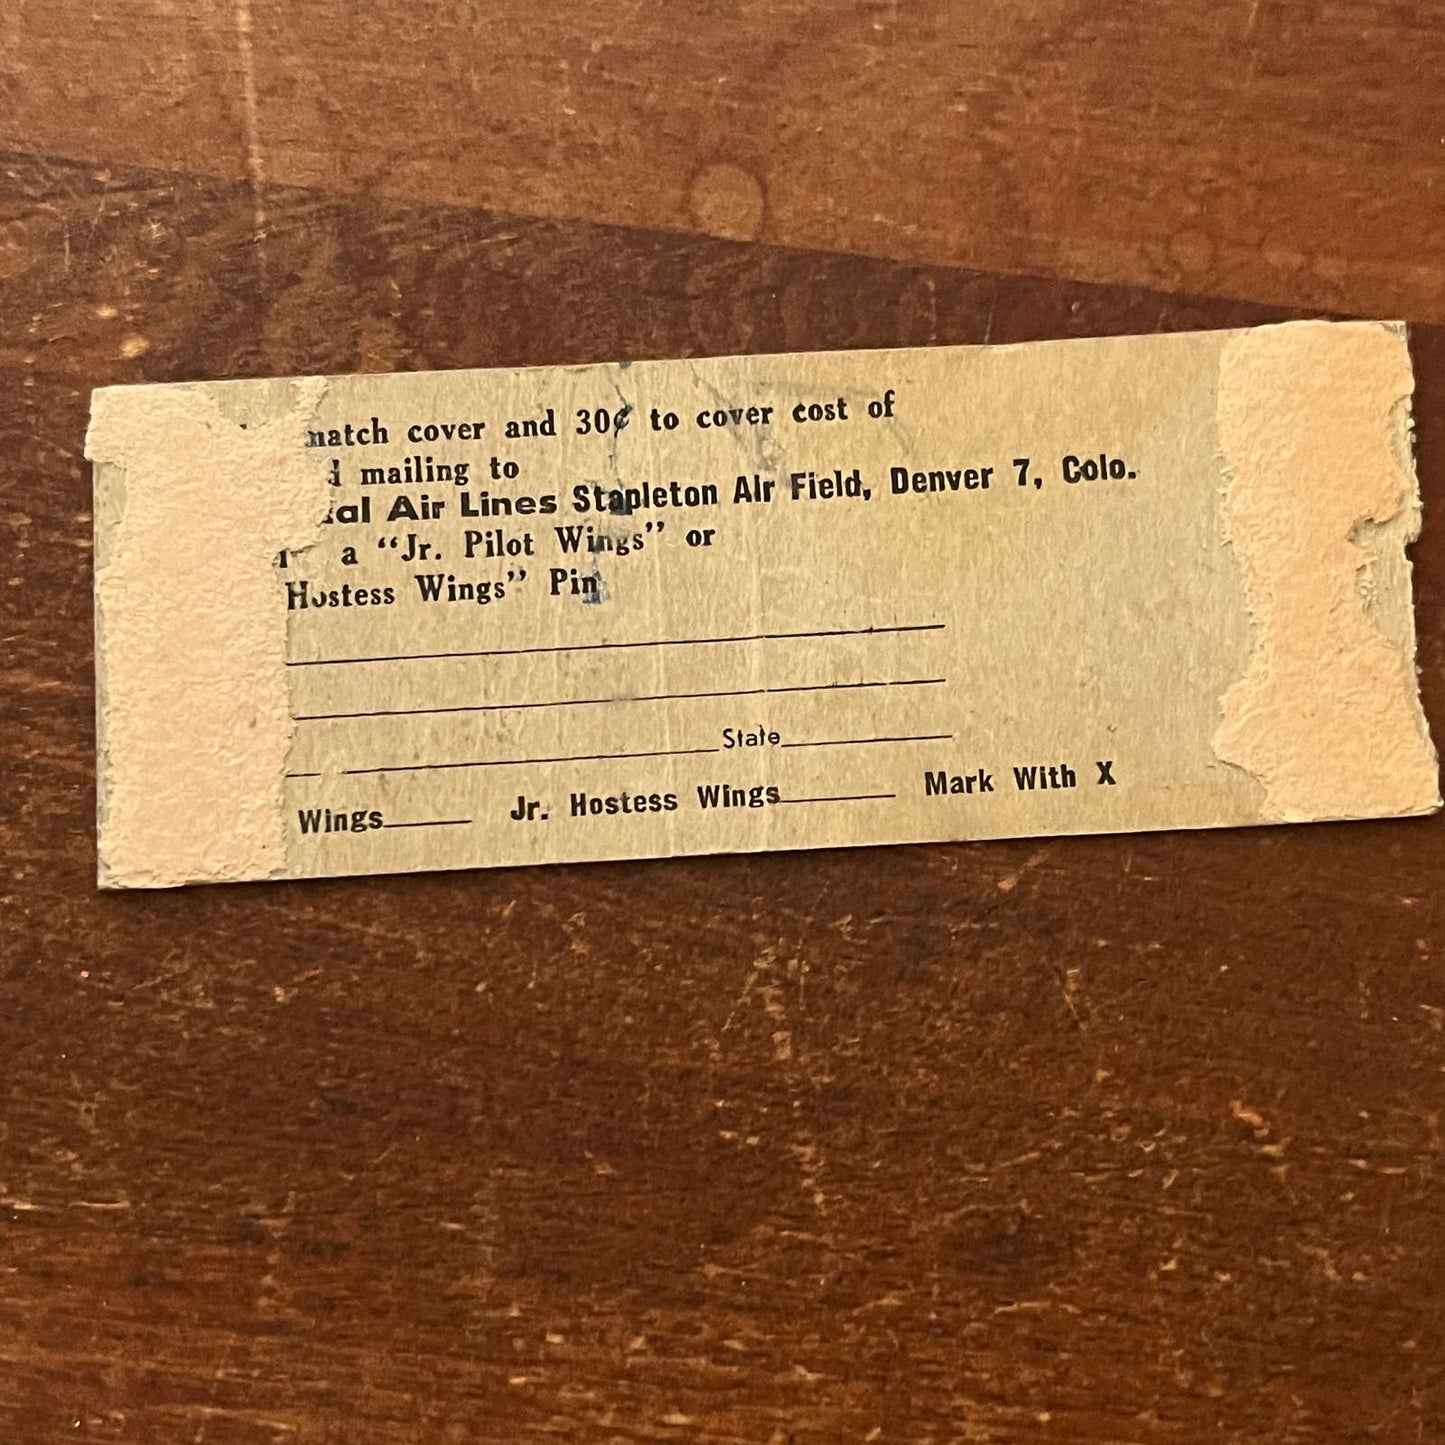 match cover and 30¢ to cover cost of
mailing to
Air Lines Stapleton Air Field, Denver 7, Colo.
a “Jr. Pilot Wings” or
Hostess Wings” Pin
State
Wings Jr. Hostess Wings Mark With X